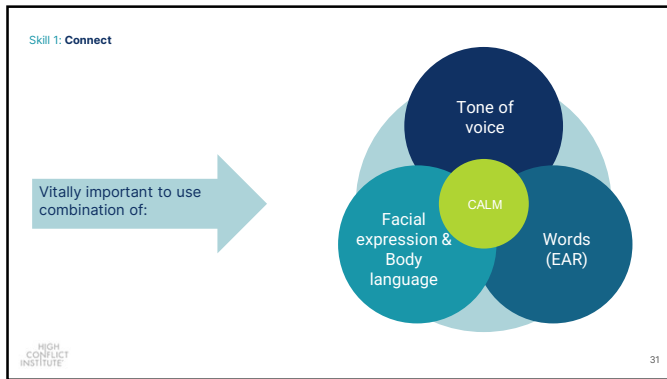 Skill 1: Connect
Vitally important to use
combination of:
Tone of
voice
CALM
Facial
expression &
Body
language
Words
(EAR)
HIGH
CONFLICT
INSTITUTE
31